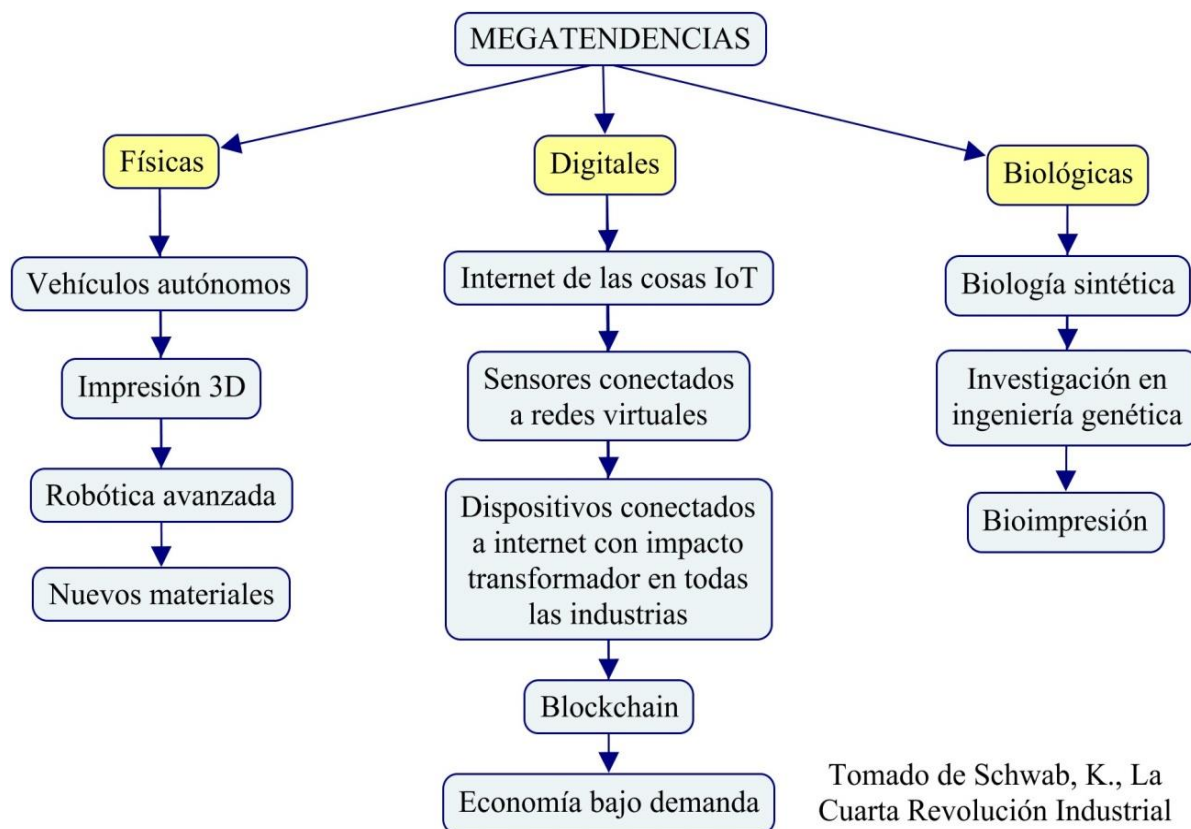 MEGATENDENCIAS
Físicas
Vehículos autónomos
Impresión 3D
Robótica avanzada
Nuevos materiales
Digitales
Internet de las cosas IoT
Sensores conectados
a redes virtuales
Dispositivos conectados
a internet con impacto
transformador en todas
las industrias
Blockchain
Economía bajo demanda
Biológicas
Biología sintética
Investigación en
ingeniería genética
Bioimpresión
Tomado de Schwab, K., La
Cuarta Revolución Industrial